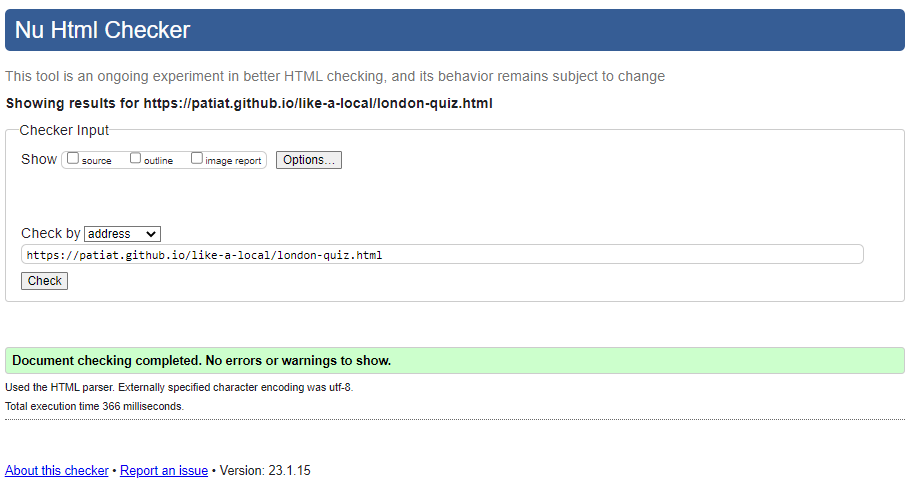 Nu Html Checker
This tool is an ongoing experiment in better HTML checking, and its behavior remains subject to change
Showing results for https://patiat.github.io/like-a-local/london-quiz.html
Checker Input
Show source outline image report Options...
Check by address
https://patiat.github.io/like-a-local/london-quiz.html
Check
Document checking completed. No errors or warnings to show.
Used the HTML parser. Externally specified character encoding was utf-8.
Total execution time 366 milliseconds.
About this checker • Report an issue • Version: 23.1.15